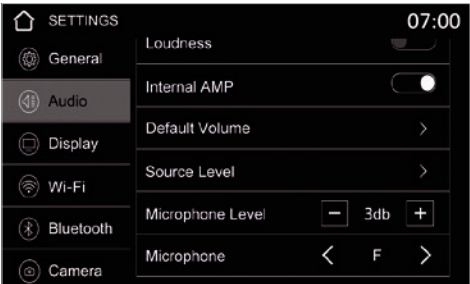 SETTINGS
07:00
General
Audio
Display
Wi-Fi
Bluetooth
Camera
Loudness
Internal AMP
Default Volume
Source Level
Microphone Level
3db
Microphone
F